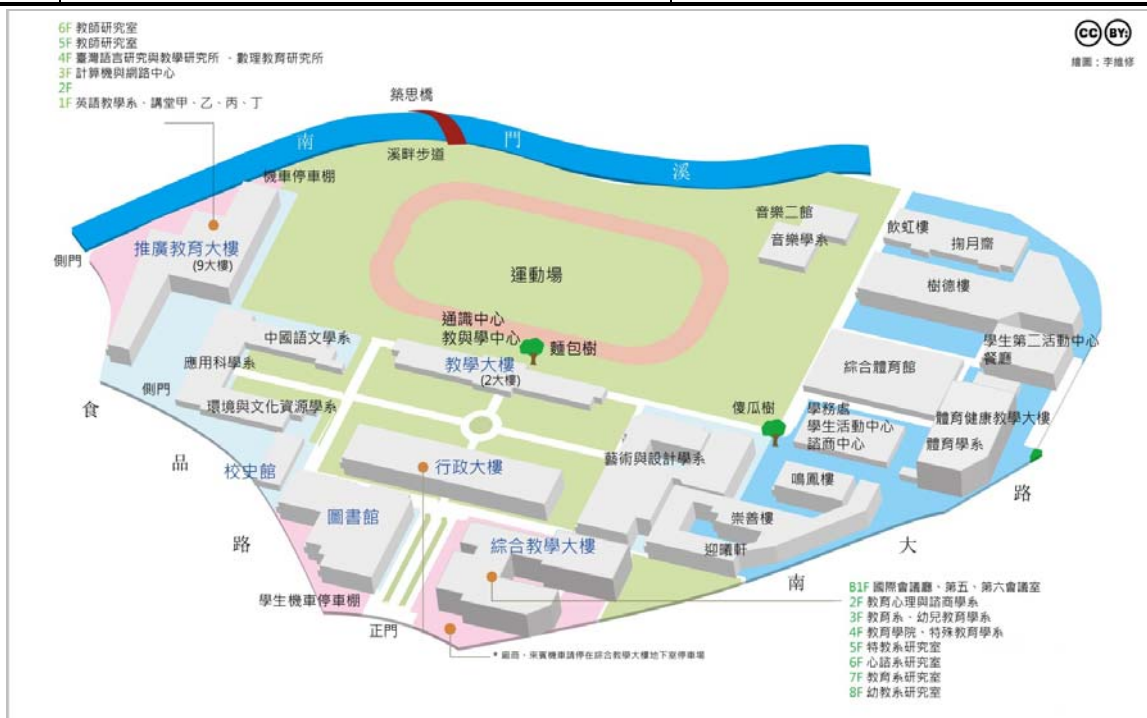 6F 教師研究室
5F 教師研究室
4F 臺灣語言研究與教學研究所 、數理教育研究所
3F 計算機與網路中心
2F
1F 英語教學系、講堂甲、乙、丙、丁
CC BY:
繪圖：李維修
築思橋
南門溪
溪畔步道
機車停車棚
推廣教育大樓
(9大樓)
側門
音樂二館
音樂學系
飲虹樓
掬月齋
樹德樓
運動場
通識中心
教與學中心
麵包樹
教學大樓
(2大樓)
中國語文學系
應用科學系
側門
環境與文化資源學系
學生第二活動中心
餐廳
綜合體育館
體育健康教學大樓
體育學系
傻瓜樹
學務處
學生活動中心
諮商中心
藝術與設計學系
鳴鳳樓
崇善樓
迎曦軒
行政大樓
校史館
圖書館
綜合教學大樓
食品路
南大路
學生機車停車棚
正門
* 廠商、來賓機車請停在綜合教學大樓地下室停車場
B1F 國際會議廳、第五、第六會議室
2F 教育心理與諮商學系
3F 教育系、幼兒教育學系
4F 教育學院、特殊教育學系
5F 特教系研究室
6F 心諮系研究室
7F 教育系研究室
8F 幼教系研究室